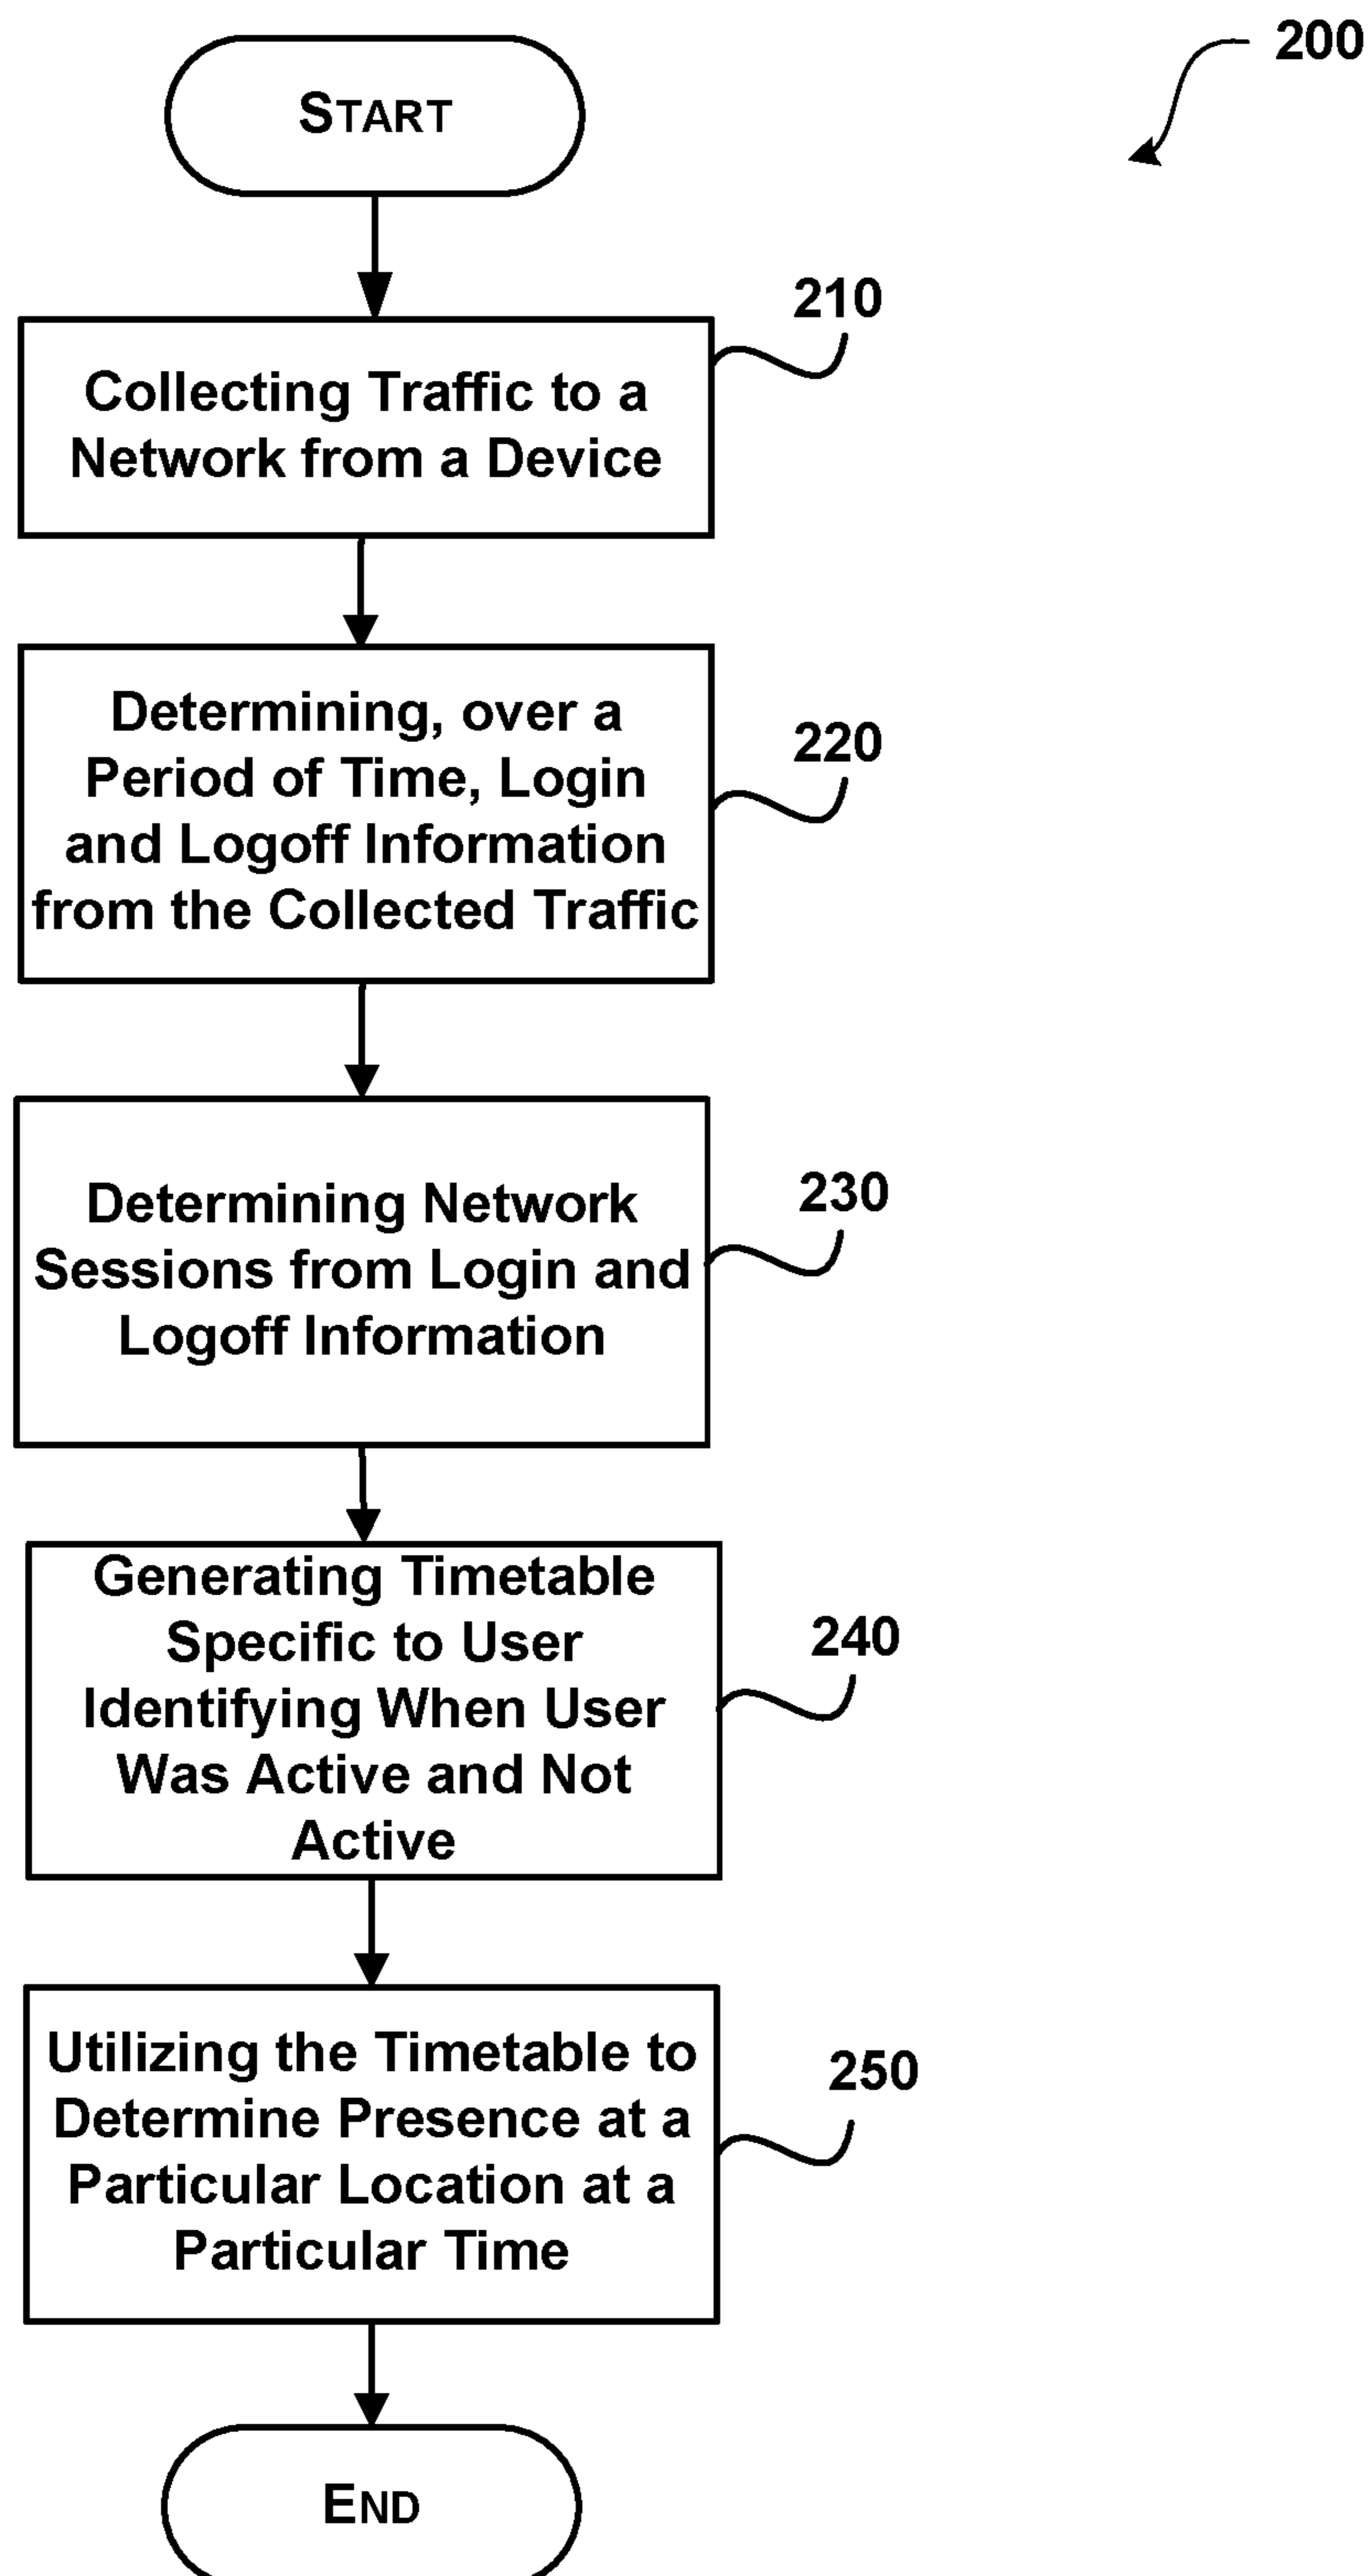 200
START
210
Collecting Traffic to a
Network from a Device
220
Determining, over a
Period of Time, Login
and Logoff Information
from the Collected Traffic
230
Determining Network
Sessions from Login and
Logoff Information
240
Generating Timetable
Specific to User
Identifying When User
Was Active and Not
Active
250
Utilizing the Timetable to
Determine Presence at a
Particular Location at a
Particular Time
END